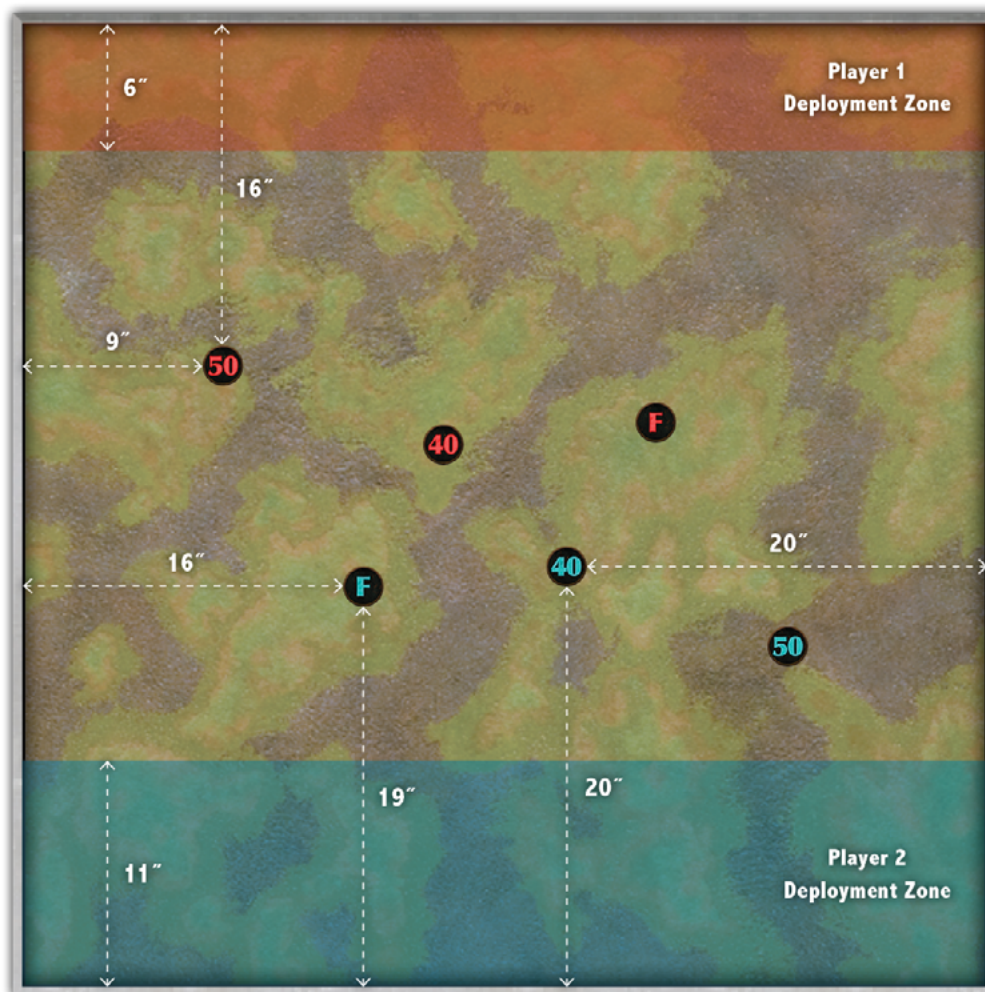 Player 1
Deployment Zone
6″
16″
9″
50
40
F
20″
16″
F
40
50
19″
20″
11″
Player 2
Deployment Zone